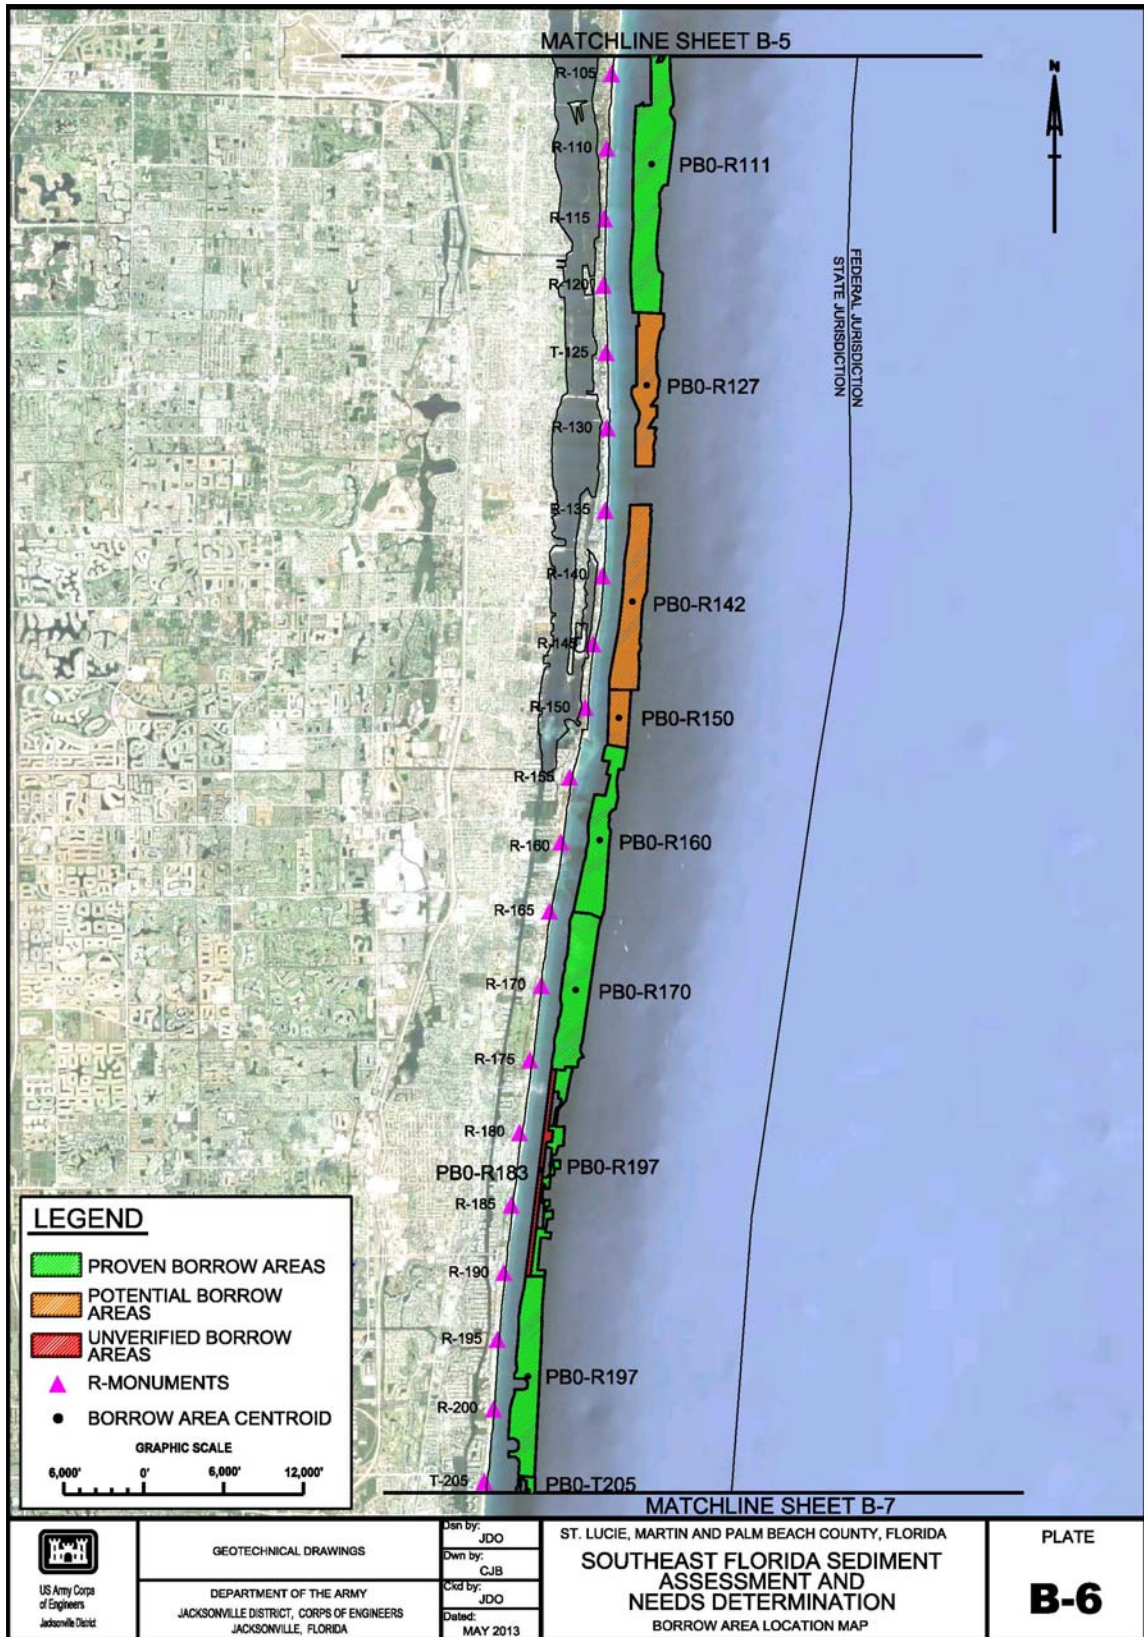 MATCHLINE SHEET B-5
R-105
N
R-110
PB0-R111
R-115
FEDERAL JURISDICTION
STATE JURISDICTION
R-120
T-125
PB0-R127
R-130
R-135
R-140
PB0-R142
R-145
R-150
PB0-R150
R-155
R-160
PB0-R160
R-165
R-170
PB0-R170
R-175
R-180
PB0-R183
PB0-R197
R-185
R-190
R-195
PB0-R197
R-200
T-205
PB0-T205
LEGEND
PROVEN BORROW AREAS
POTENTIAL BORROW
AREAS
UNVERIFIED BORROW
AREAS
R-MONUMENTS
BORROW AREA CENTROID
GRAPHIC SCALE
6,000' 0' 6,000' 12,000'
MATCHLINE SHEET B-7
US Army Corps
of Engineers
Jacksonville District
GEOTECHNICAL DRAWINGS
DEPARTMENT OF THE ARMY
JACKSONVILLE DISTRICT, CORPS OF ENGINEERS
JACKSONVILLE, FLORIDA
Dsn by:
JDO
Dwn by:
CJB
Ckd by:
JDO
Dated:
MAY 2013
ST. LUCIE, MARTIN AND PALM BEACH COUNTY, FLORIDA
SOUTHEAST FLORIDA SEDIMENT
ASSESSMENT AND
NEEDS DETERMINATION
BORROW AREA LOCATION MAP
PLATE
B-6